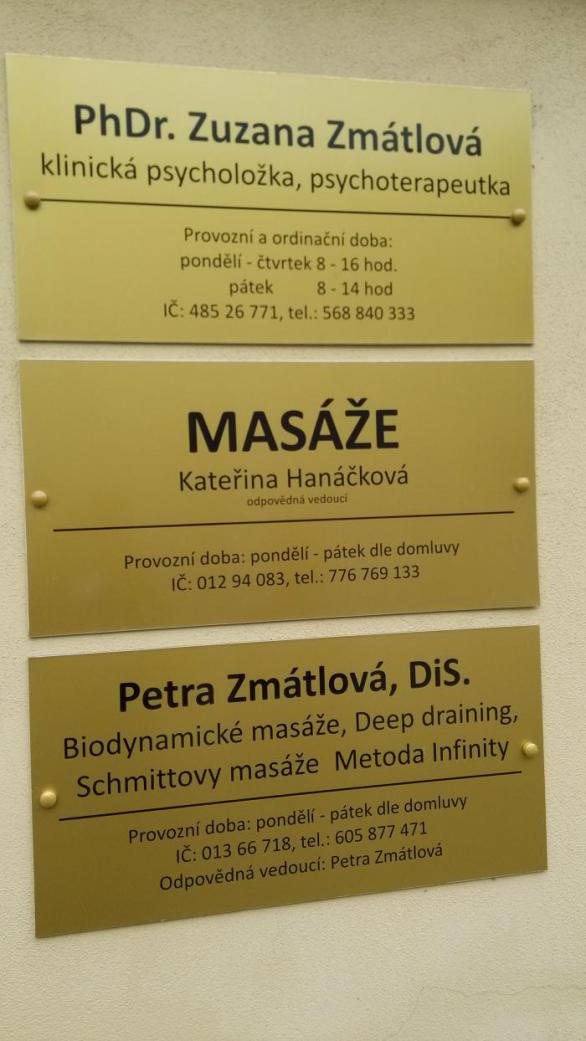 PhDr. Zuzana Zmátlová
klinická psycholožka, psychoterapeutka
Provozní a ordinační doba:
pondělí - čtvrtek 8 - 16 hod.
pátek 8 - 14 hod
IČ: 485 26 771, tel.: 568 840 333
MASÁŽE
Kateřina Hanáčková
odpovědná vedoucí
Provozní doba: pondělí - pátek dle domluvy
IČ: 012 94 083, tel.: 776 769 133
Petra Zmátlová, DiS.
Biodynamické masáže, Deep draining,
Schmittovy masáže Metoda Infinity
Provozní doba: pondělí - pátek dle domluvy
IČ: 013 66 718, tel.: 605 877 471
Odpovědná vedoucí: Petra Zmátlová